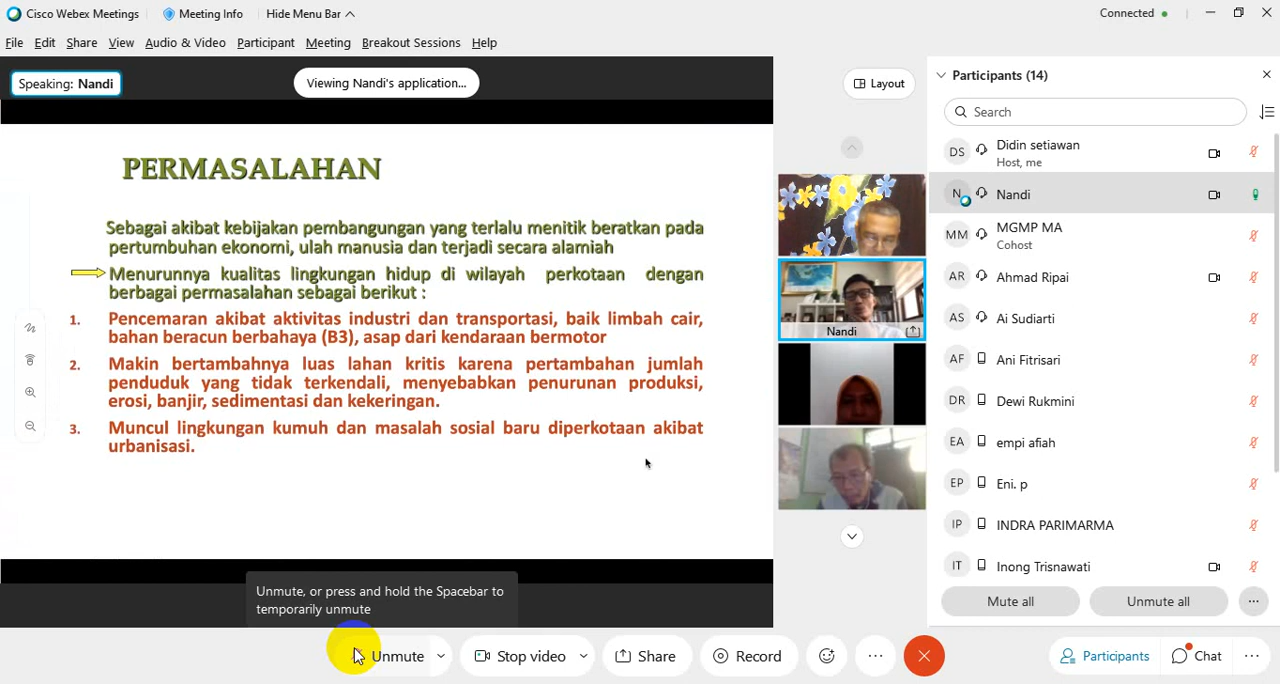 Cisco Webex Meetings
Meeting Info
Hide Menu Bar
Connected
File Edit Share View Audio & Video Participant Meeting Breakout Sessions Help
Speaking: Nandi
Viewing Nandi's application...
Layout
PERMASALAHAN
Sebagai akibat kebijakan pembangungan yang terlalu menitik beratkan pada
pertumbuhan ekonomi, ulah manusia dan terjadi secara alamiah
Menurunnya kualitas lingkungan hidup di wilayah perkotaan dengan
berbagai permasalahan sebagai berikut :
1. Pencemaran akibat aktivitas industri dan transportasi, baik limbah cair,
bahan beracun berbahaya (B3), asap dari kendaraan bermotor
2. Makin bertambahnya luas lahan kritis karena pertambahan jumlah
penduduk yang tidak terkendali, menyebabkan penurunan produksi,
erosi, banjir, sedimentasi dan kekeringan.
3. Muncul lingkungan kumuh dan masalah sosial baru diperkotaan akibat
urbanisasi.
Nandi
Participants (14)
Search
DS Didin setiawan
Host, me
N Nandi
MM MGMP MA
Cohost
AR Ahmad Ripai
AS Ai Sudiarti
AF Ani Fitrisari
DR Dewi Rukmini
EA empi afiah
EP Eni. p
IP INDRA PARIMARMA
IT Inong Trisnawati
Mute all
Unmute all
Unmute, or press and hold the Spacebar to
temporarily unmute
Unmute
Stop video
Share
Record
Participants
Chat